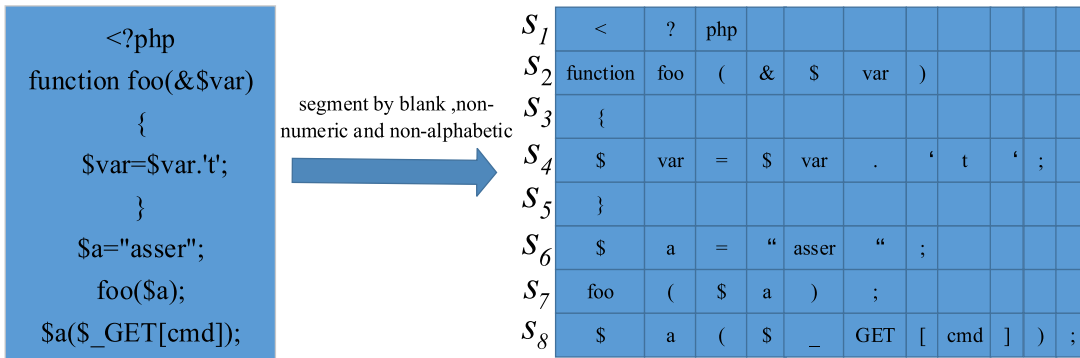 <?php
function foo(&$var)
{
$var=$var.'t';
}
$a="asser";
foo($a);
$a($_GET[cmd]);
segment by blank ,non-
numeric and non-alphabetic
S1 < ? php
S2 function foo ( & $ var )
S3 {
S4 $ var = $ var . ‘ t ‘ ;
S5 }
S6 $ a = “ asser “ ;
S7 foo ( $ a ) ;
S8 $ a ( $ _ GET [ cmd ] ) ;